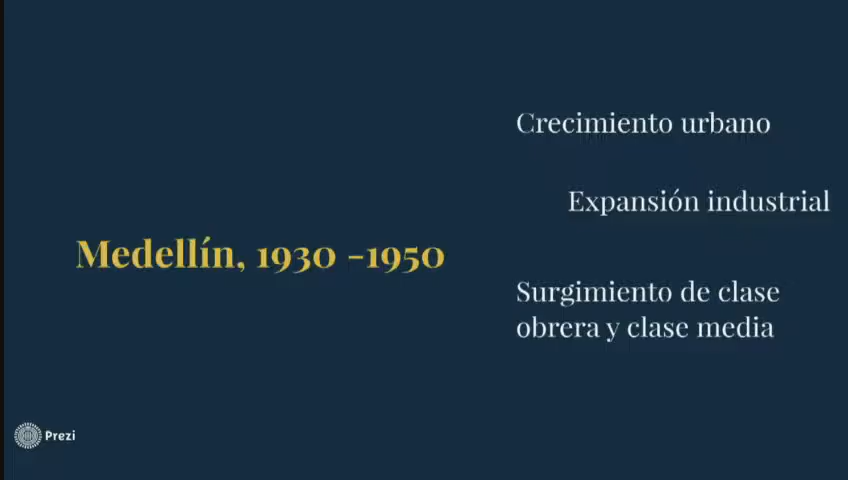 Medellín, 1930 -1950
Crecimiento urbano
Expansión industrial
Surgimiento de clase
obrera y clase media
Prezi